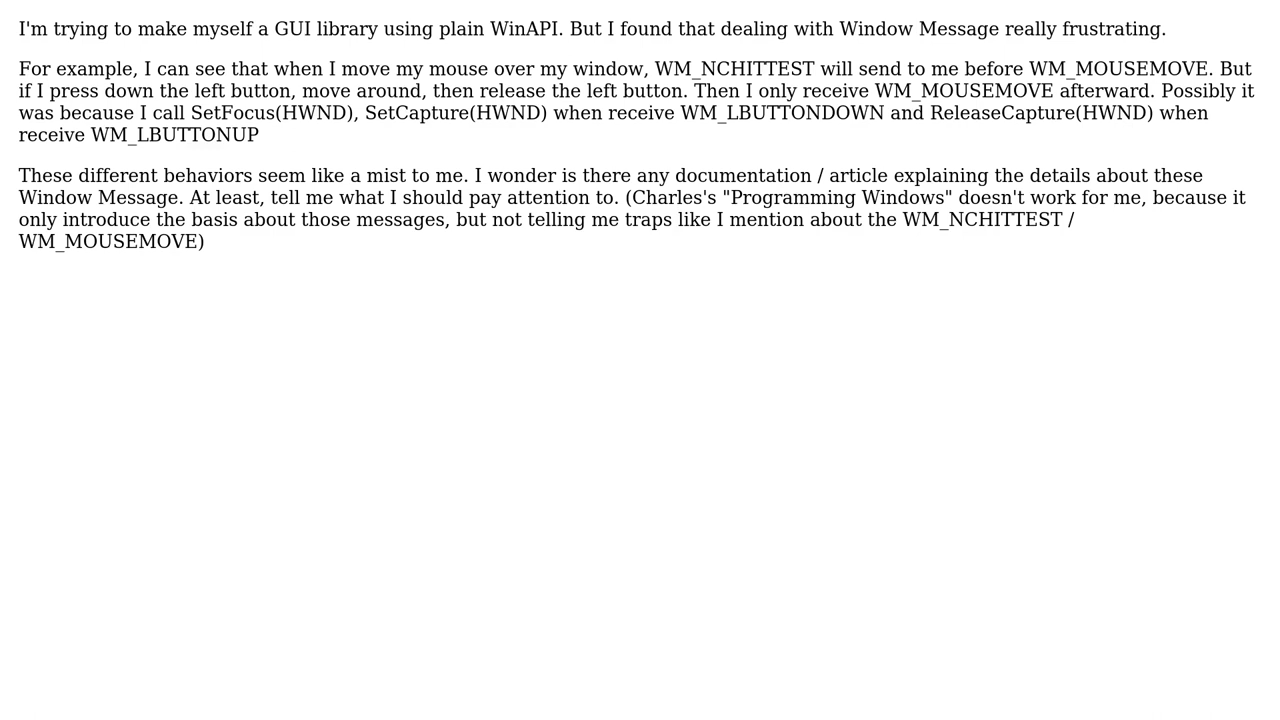 I'm trying to make myself a GUI library using plain WinAPI. But I found that dealing with Window Message really frustrating.
For example, I can see that when I move my mouse over my window, WM_NCHITTEST will send to me before WM_MOUSEMOVE. But
if I press down the left button, move around, then release the left button. Then I only receive WM_MOUSEMOVE afterward. Possibly it
was because I call SetFocus(HWND), SetCapture(HWND) when receive WM_LBUTTONDOWN and ReleaseCapture(HWND) when
receive WM_LBUTTONUP
These different behaviors seem like a mist to me. I wonder is there any documentation / article explaining the details about these
Window Message. At least, tell me what I should pay attention to. (Charles's "Programming Windows" doesn't work for me, because it
only introduce the basis about those messages, but not telling me traps like I mention about the WM_NCHITTEST /
WM_MOUSEMOVE)